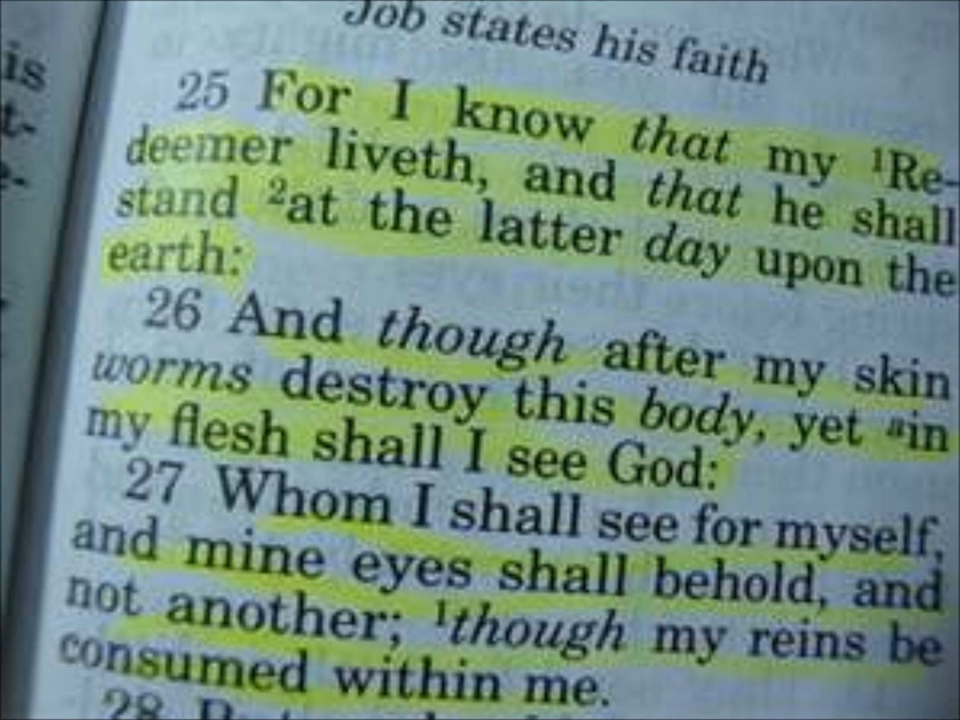 is
t-
e-
Job states his faith
25 For I know that my ¹Re-
deemer liveth, and that he shall
stand ²at the latter day upon the
earth:
26 And though after my skin
worms destroy this body, yet ᵃin
my flesh shall I see God:
27 Whom I shall see for myself,
and mine eyes shall behold, and
not another; ¹though my reins be
consumed within me.
28